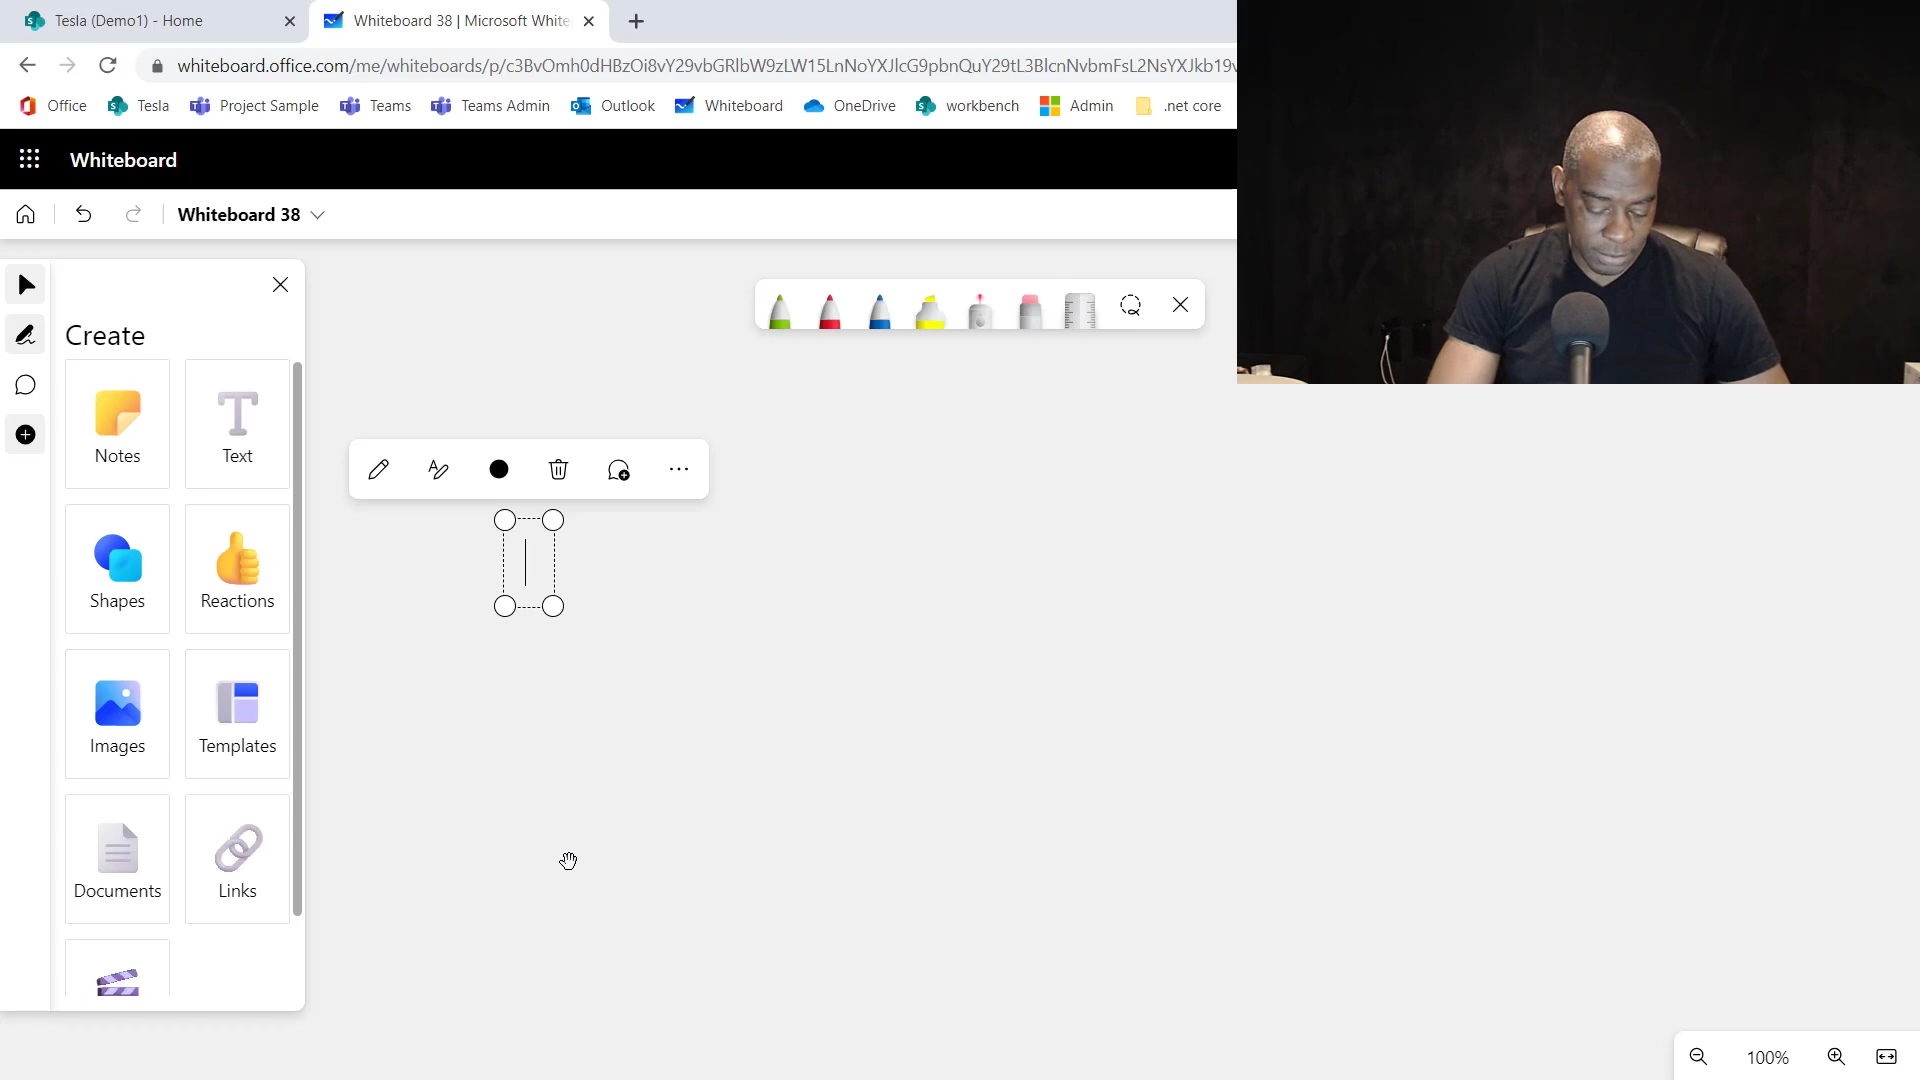 Tesla (Demo1) - Home
Whiteboard 38 | Microsoft White
whiteboard.office.com/me/whiteboards/p/c3BvOmh0dHBzOi8vY29vbGRlbW9zLW15LnNoYXJlcG9pbnQuY29tL3BlcnNvbmFsL2NsYXJkb19v
Office
Tesla
Project Sample
Teams
Teams Admin
Outlook
Whiteboard
OneDrive
workbench
Admin
.net core
Whiteboard
Whiteboard 38
Create
Notes
Text
Shapes
Reactions
Images
Templates
Documents
Links
100%